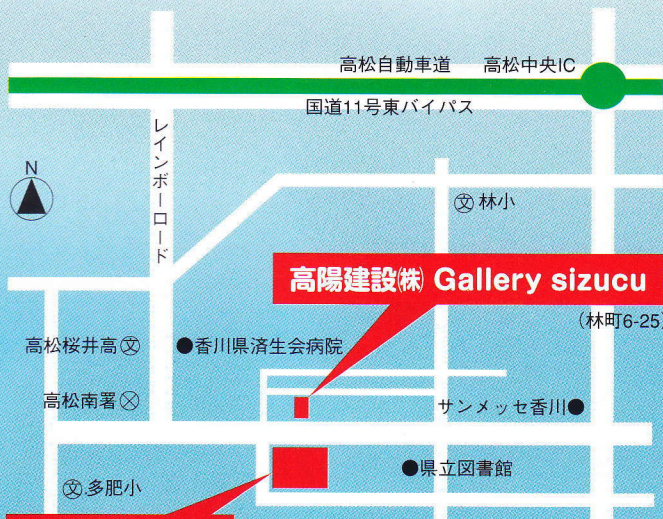 高松自動車道 高松中央IC
国道11号東バイパス
レインボーロード
N
文 林小
高陽建設㈱ Gallery sizucu
(林町6-25)
高松桜井高 文
●香川県済生会病院
高松南署
サンメッセ香川●
●県立図書館
文 多肥小